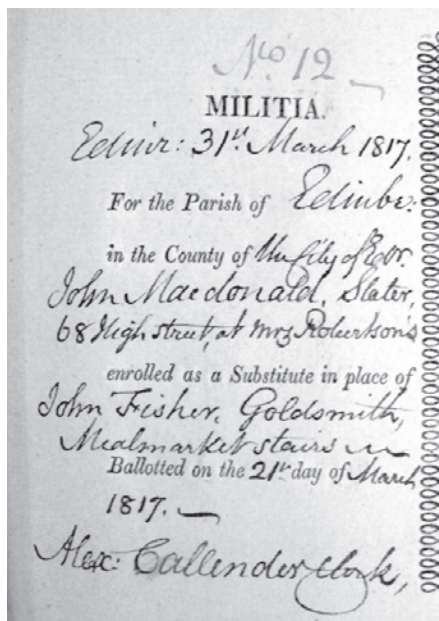 No. 12
MILITIA.
Edinr: 31st. March 1817.
For the Parish of Edinbr:
in the County of the City of Edr.
John Macdonald, Slater,
68 High street, at Mrs Robertson's
enrolled as a Substitute in place of
John Fisher, Goldsmith,
Mealmarket stairs
Ballotted on the 21st day of March
1817.
Alexr: Callender Clerk,